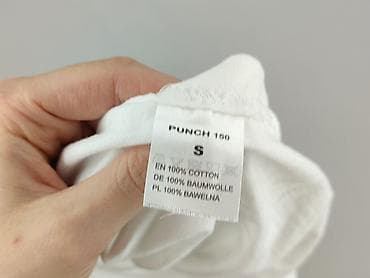 PUNCH 150
S
EN 100% COTTON
DE 100% BAUMWOLLE
PL 100% BAWEŁNA